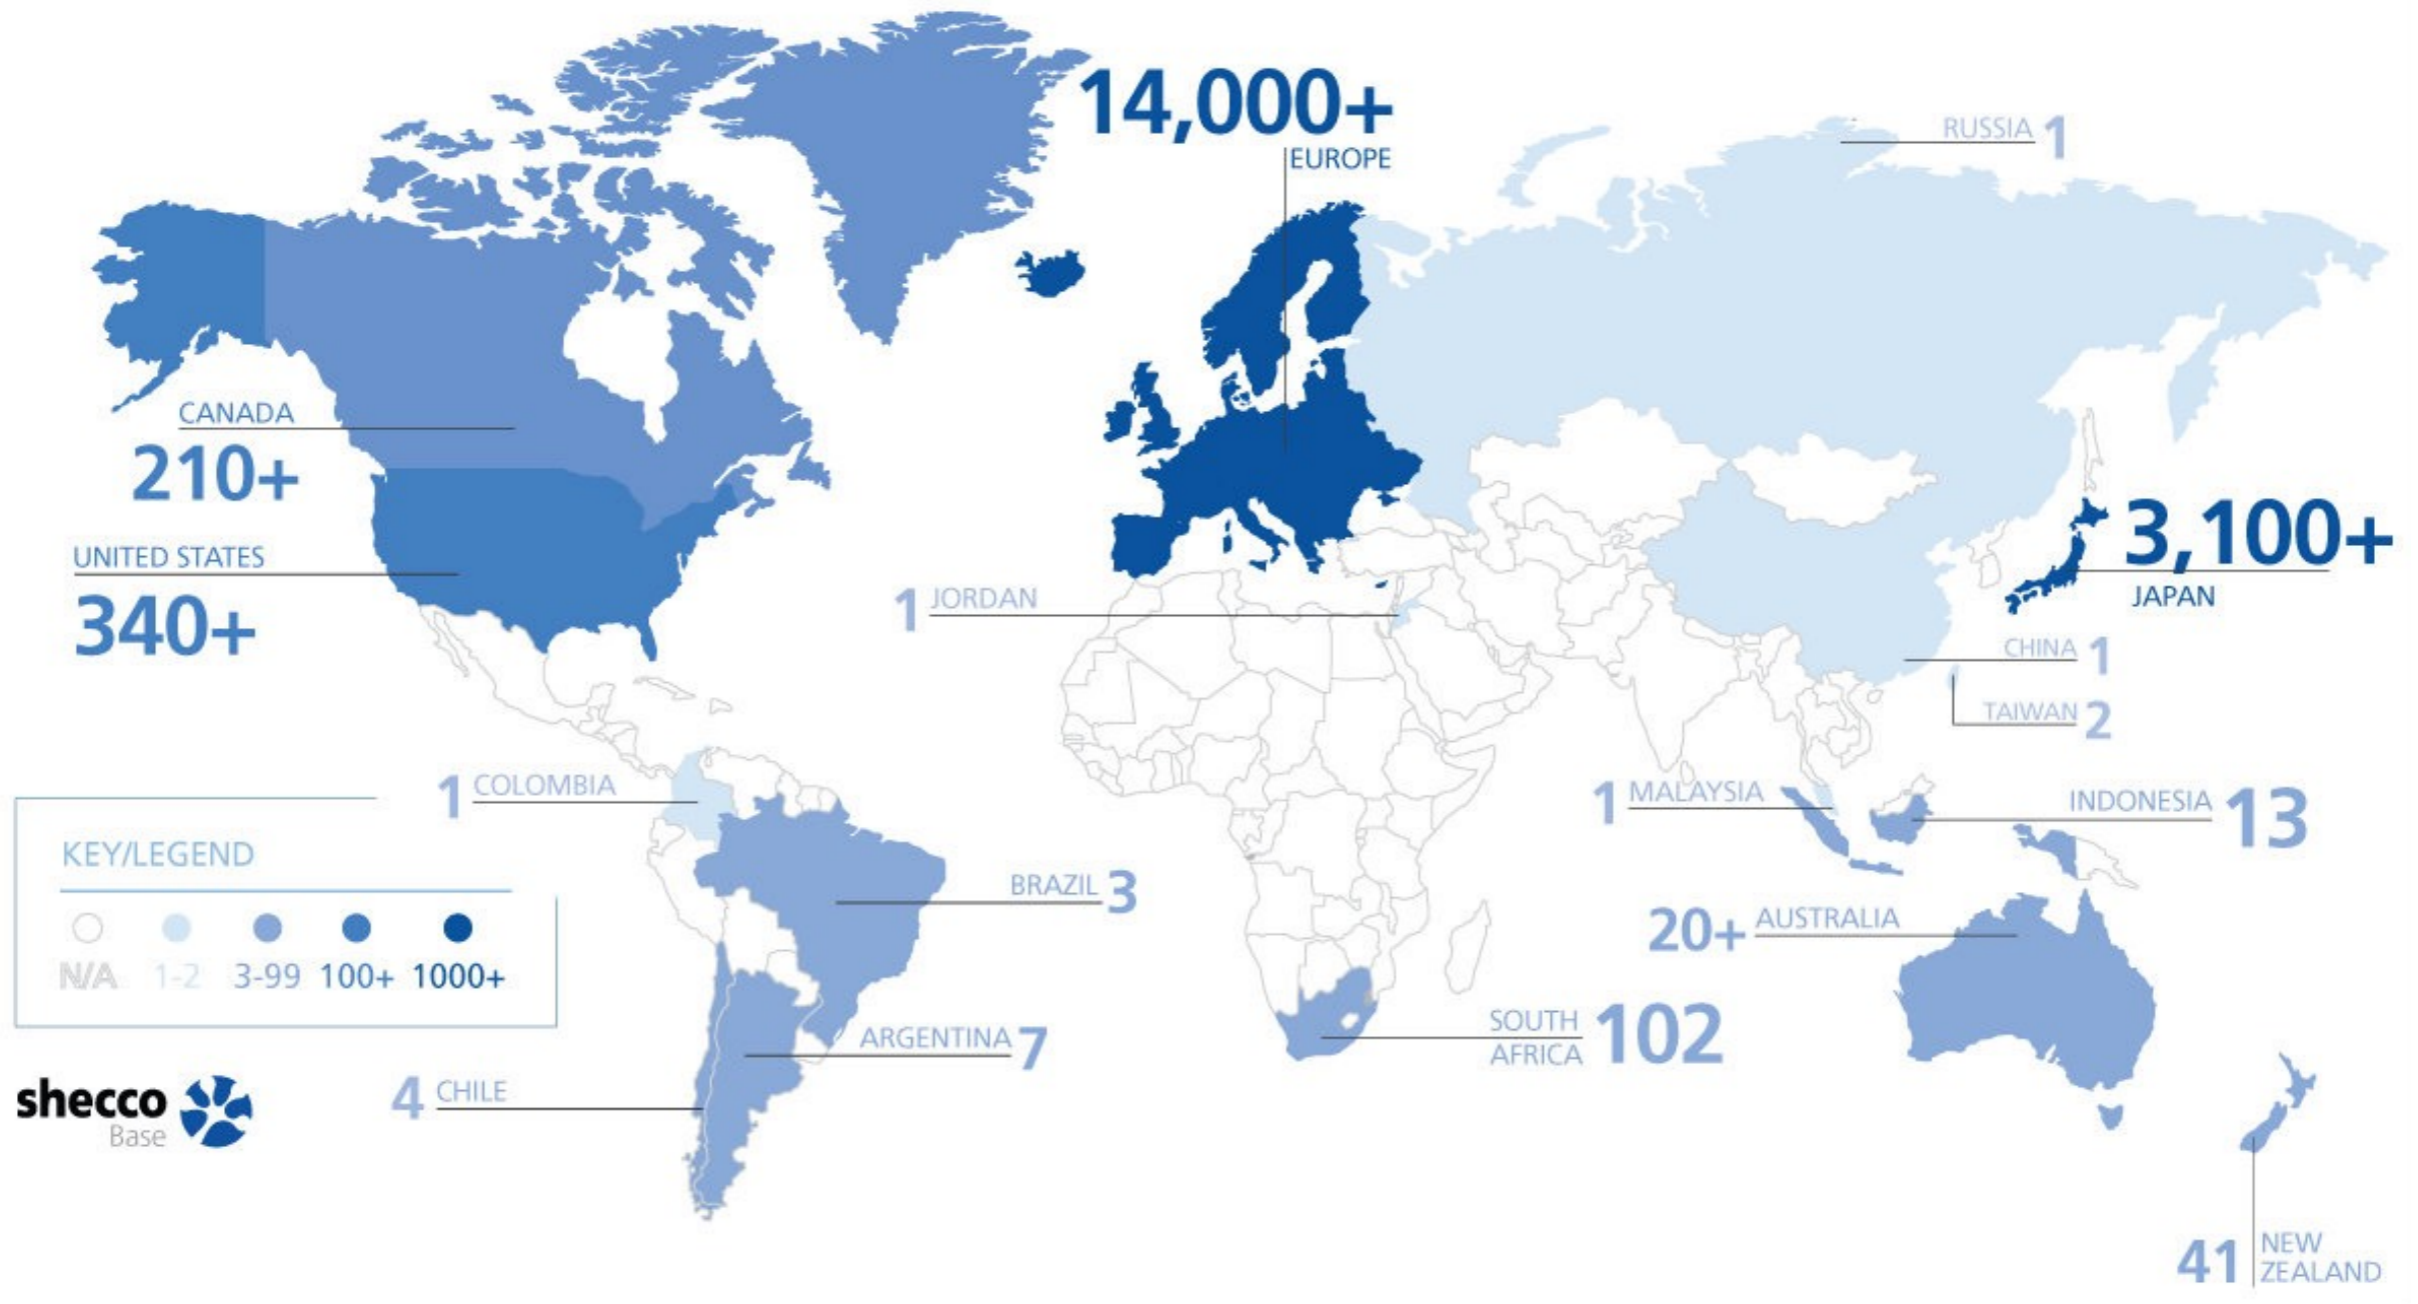 14,000+
EUROPE
RUSSIA 1
CANADA
210+
UNITED STATES
340+
3,100+
JAPAN
1 JORDAN
CHINA 1
TAIWAN 2
1 COLOMBIA
1 MALAYSIA
INDONESIA 13
BRAZIL 3
20+ AUSTRALIA
KEY/LEGEND
N/A 1-2 3-99 100+ 1000+
SOUTH
AFRICA 102
ARGENTINA 7
4 CHILE
shecco
Base
41 NEW
ZEALAND